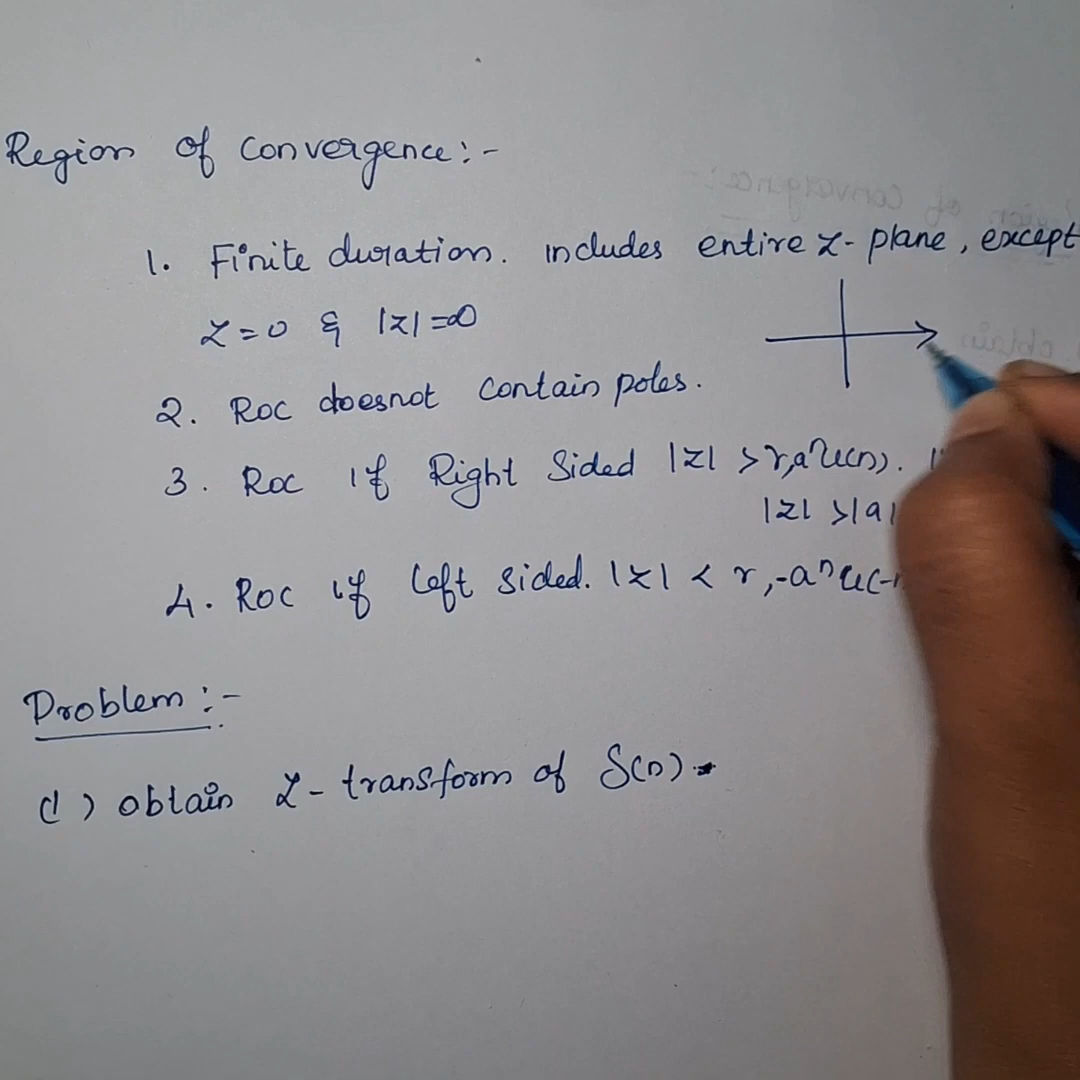 Region of Convergence:-
1. Finite duration. includes entire z-plane, except
z=0 & |z|=∞
2. Roc doesnot contain poles.
3. Roc if Right Sided |z| >r,aⁿu(n).
|z| >|a|
4. Roc if left sided. |z| < r,-aⁿu(-n
Problem:-
(1) obtain z-transform of δ(n).